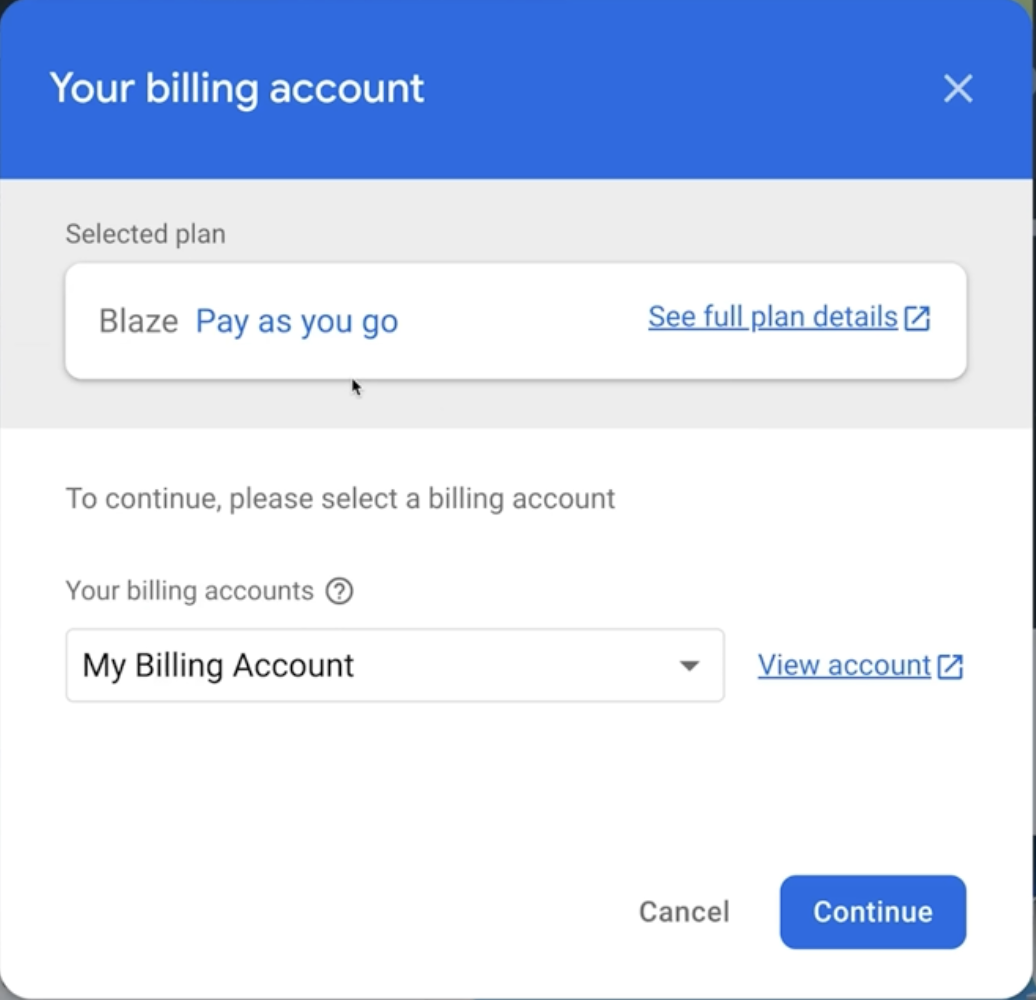 Your billing account
Selected plan
Blaze Pay as you go See full plan details
To continue, please select a billing account
Your billing accounts
My Billing Account View account
Cancel Continue